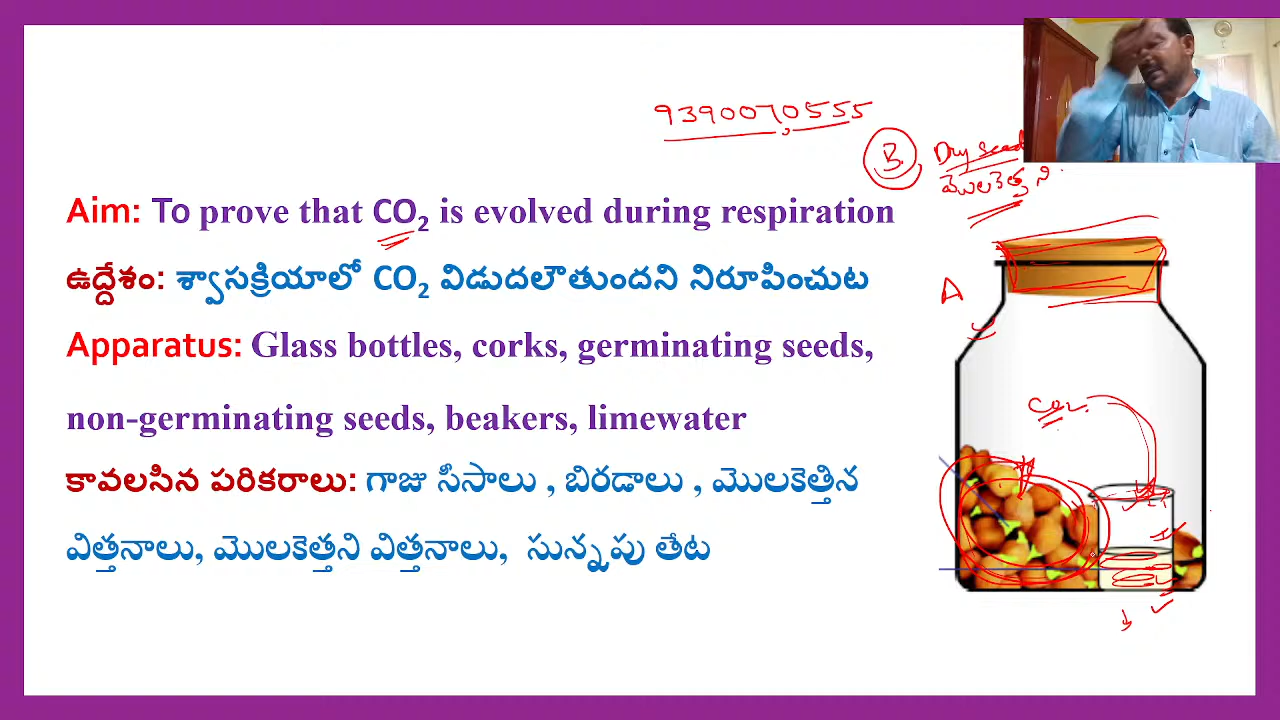 9390070555
B Dry seed
మొలకెత్తని
Aim: To prove that CO₂ is evolved during respiration
ఉద్దేశం: శ్వాసక్రియాలో CO₂ విడుదలౌతుందని నిరూపించుట
A
Apparatus: Glass bottles, corks, germinating seeds,
CO₂
non-germinating seeds, beakers, limewater
కావలసిన పరికరాలు: గాజు సీసాలు , బిరడాలు , మొలకెత్తిన
విత్తనాలు, మొలకెత్తని విత్తనాలు, సున్నపు తేట